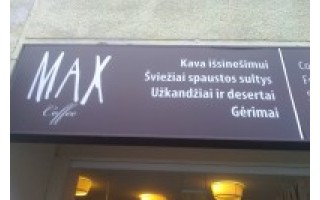 MAX
Coffee
Kava išsinešimui
Šviežiai spaustos sultys
Užkandžiai ir desertai
Gėrimai